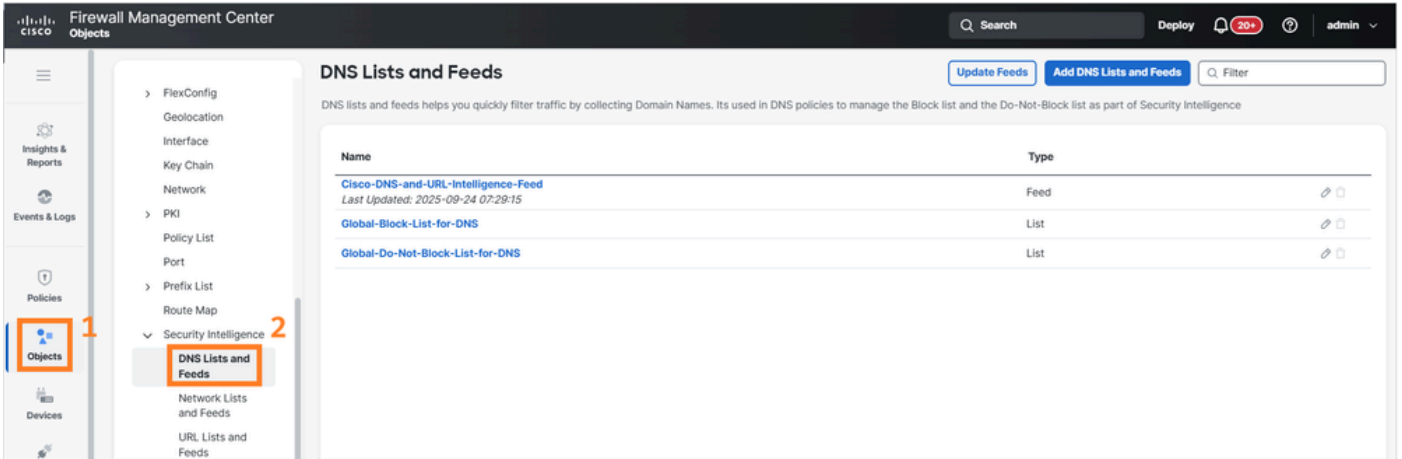 Firewall Management Center
CISCO
Objects
Search
Deploy
20+
admin
Insights &
Reports
Events & Logs
Policies
1
Objects
Devices
FlexConfig
Geolocation
Interface
Key Chain
Network
PKI
Policy List
Port
Prefix List
Route Map
Security Intelligence 2
DNS Lists and
Feeds
Network Lists
and Feeds
URL Lists and
Feeds
DNS Lists and Feeds
Update Feeds
Add DNS Lists and Feeds
Filter
DNS lists and feeds helps you quickly filter traffic by collecting Domain Names. Its used in DNS policies to manage the Block list and the Do-Not-Block list as part of Security Intelligence
Name Type
Cisco-DNS-and-URL-Intelligence-Feed Feed
Last Updated: 2025-09-24 07:29:15
Global-Block-List-for-DNS List
Global-Do-Not-Block-List-for-DNS List